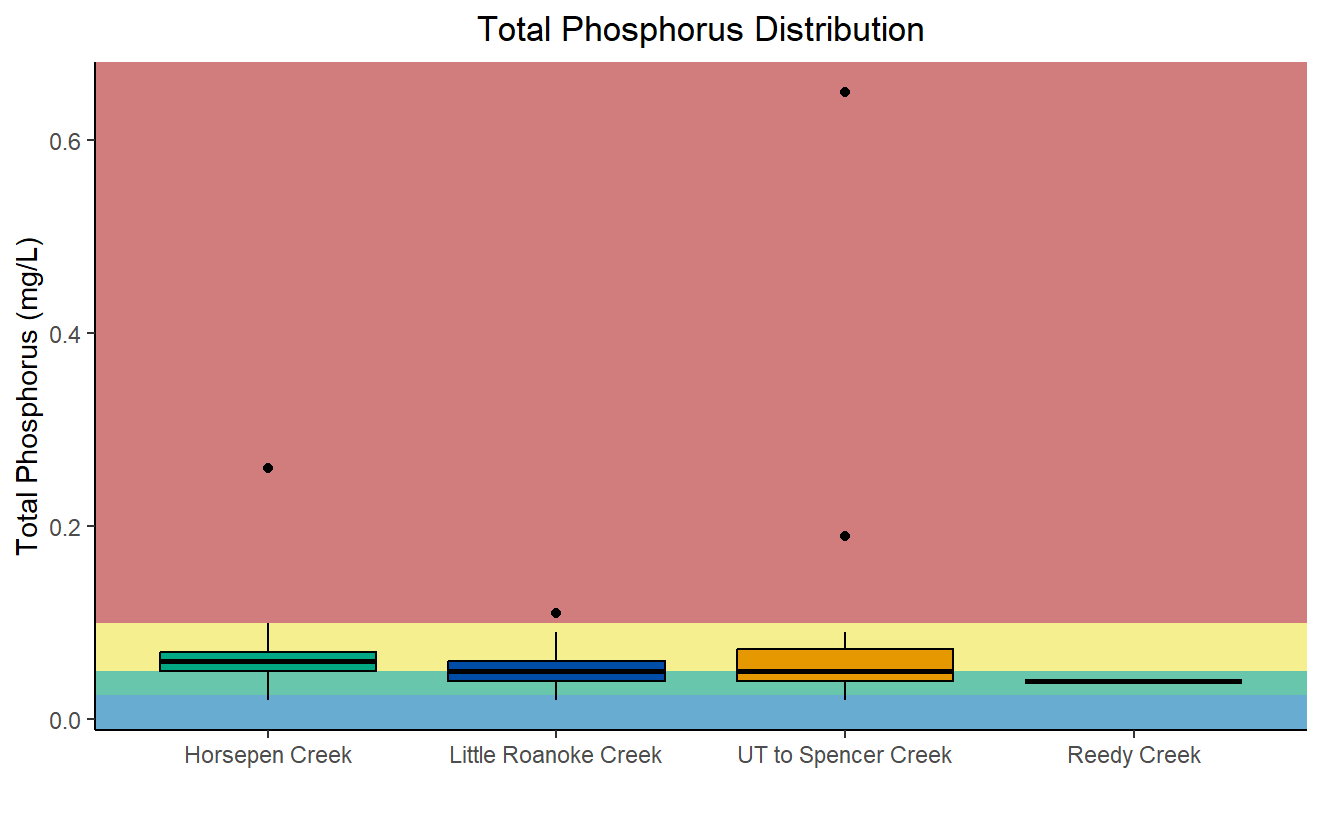 Total Phosphorus Distribution
Total Phosphorus (mg/L)
0.6
0.4
0.2
0.0
Horsepen Creek
Little Roanoke Creek
UT to Spencer Creek
Reedy Creek